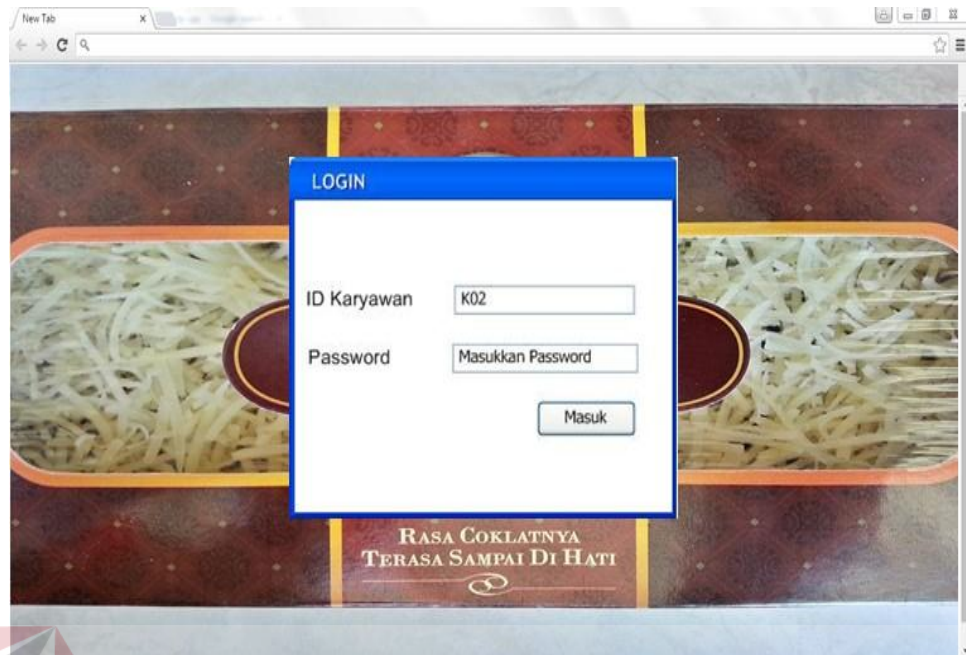 New Tab
LOGIN
ID Karyawan
K02
Password
Masukkan Password
Masuk
RASA COKLATNYA
TERASA SAMPAI DI HATI